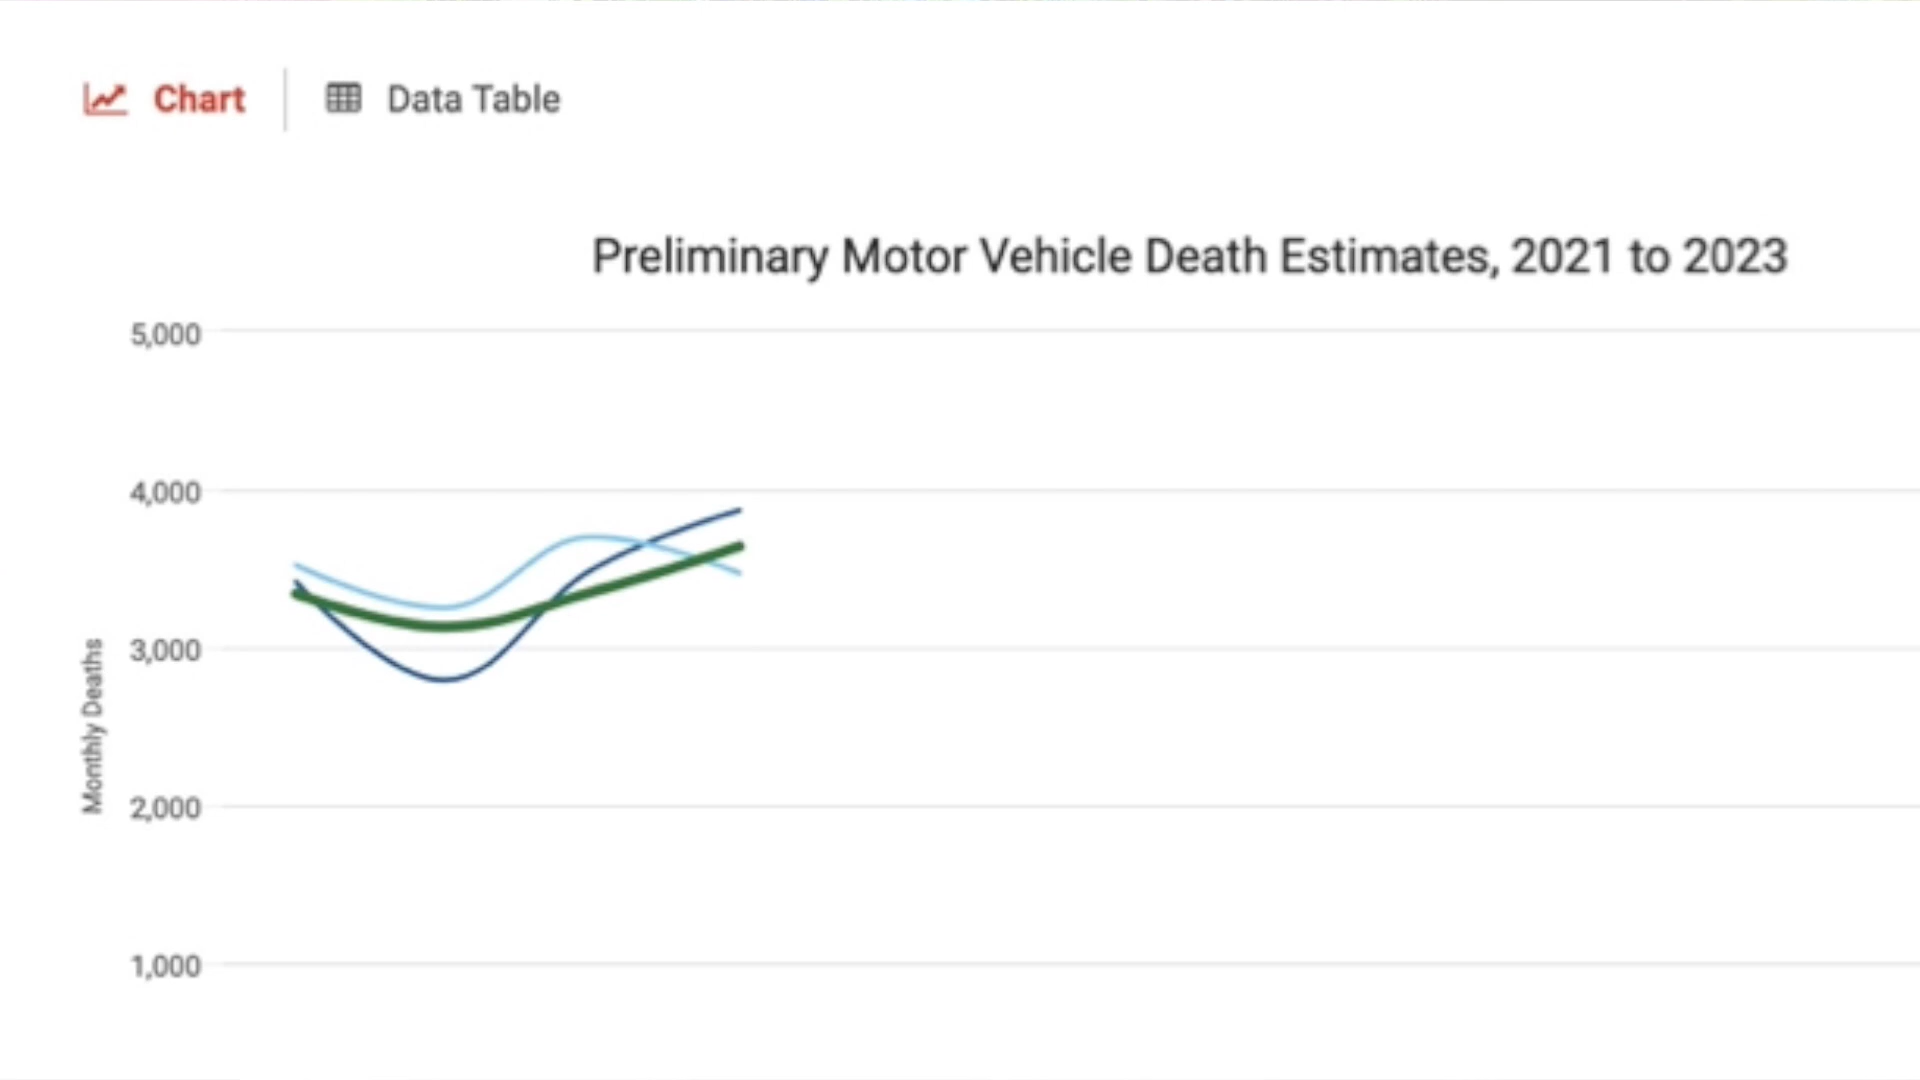 Chart
Data Table
Preliminary Motor Vehicle Death Estimates, 2021 to 2023
5,000
4,000
3,000
2,000
1,000
Monthly Deaths